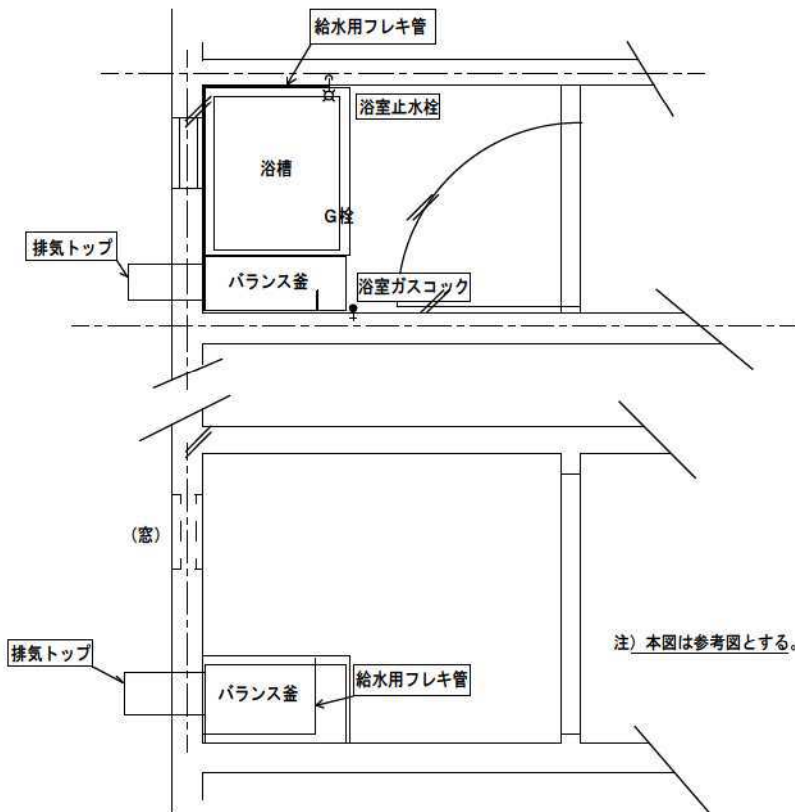 給水用フレキ管
浴室止水栓
浴槽
G栓
排気トップ
バランス釜
浴室ガスコック
(窓)
注) 本図は参考図とする。
排気トップ
バランス釜
給水用フレキ管